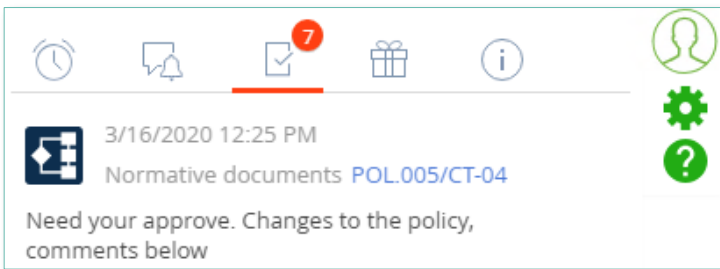 7
3/16/2020 12:25 PM
Normative documents POL.005/CT-04
Need your approve. Changes to the policy,
comments below